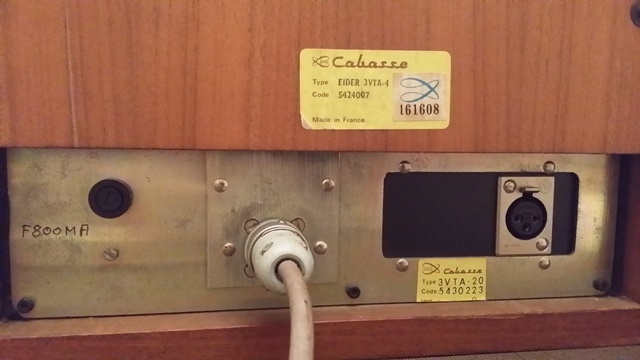 Cabasse
Type EIDER 3VTA-4
Code 5424007
161608
Made in France
F800MA
Cabasse
Type 3VTA-20
Code 5430223